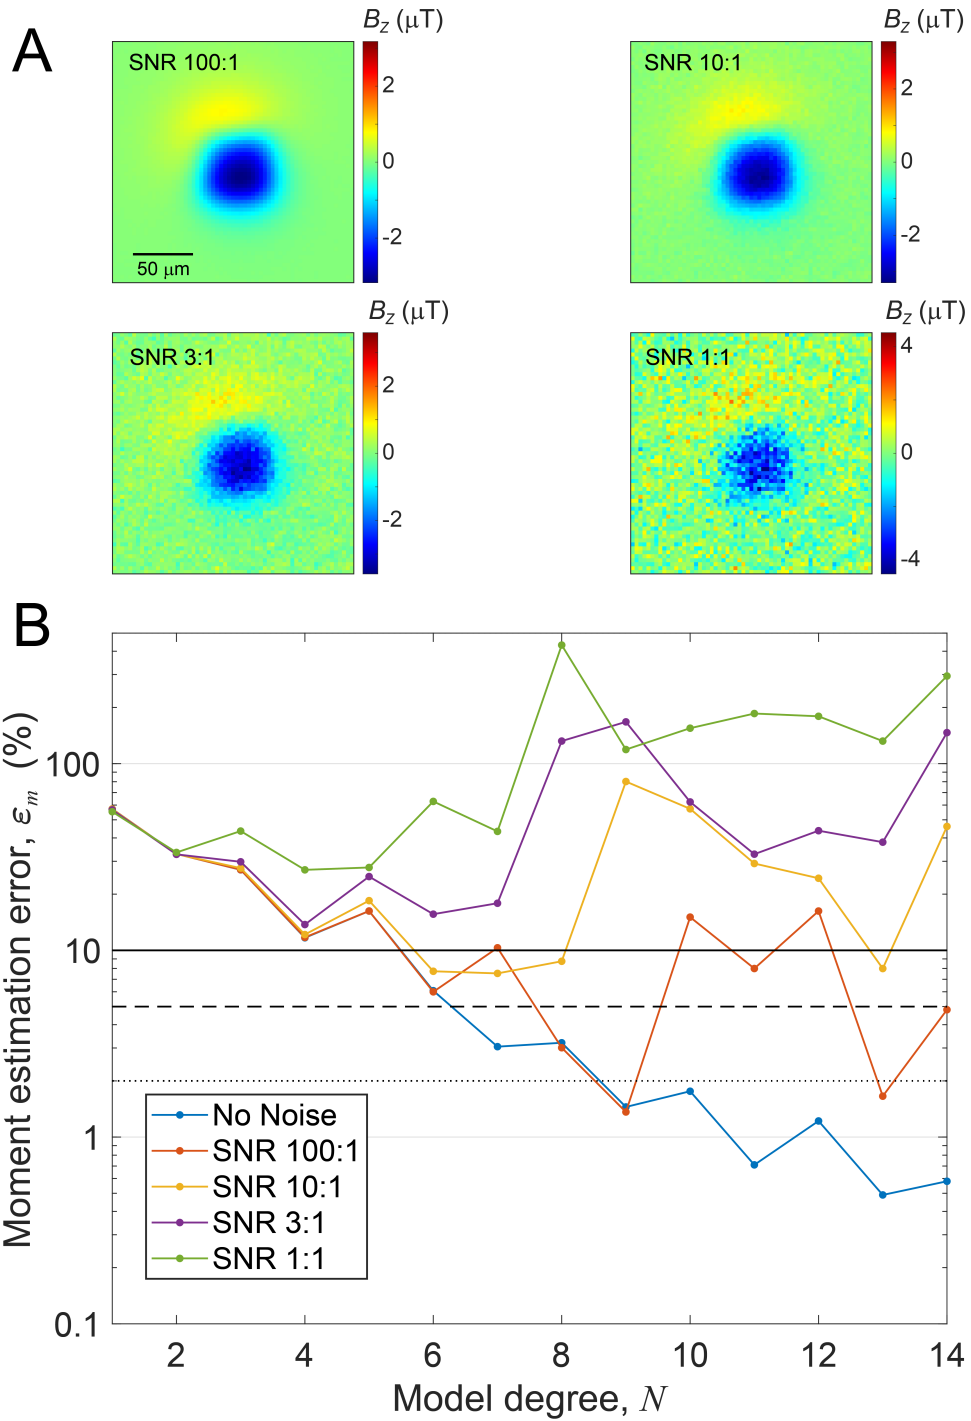 A
B_Z (μT)
SNR 100:1
2
0
-2
50 μm
B_Z (μT)
SNR 10:1
2
0
-2
B_Z (μT)
SNR 3:1
2
0
-2
B_Z (μT)
SNR 1:1
4
0
-4
B
Moment estimation error, ϵ_m (%)
100
10
1
0.1
No Noise
SNR 100:1
SNR 10:1
SNR 3:1
SNR 1:1
2 4 6 8 10 12 14
Model degree, N